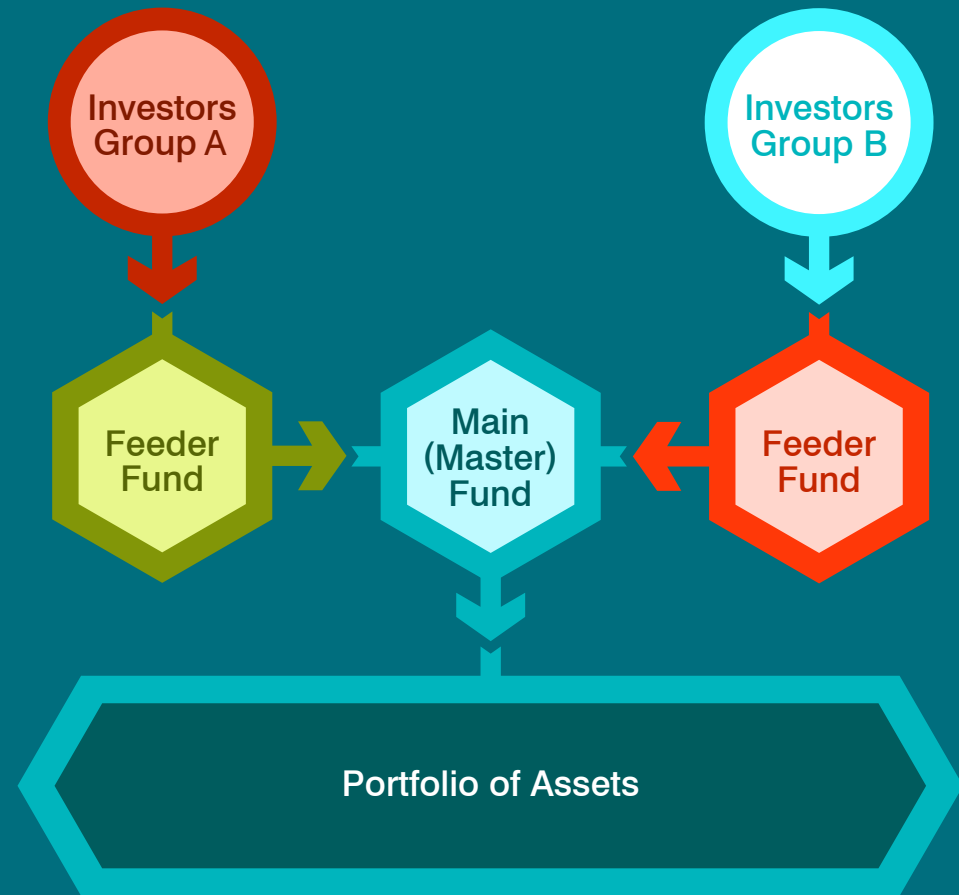 Investors
Group A
Investors
Group B
Feeder
Fund
Main
(Master)
Fund
Feeder
Fund
Portfolio of Assets